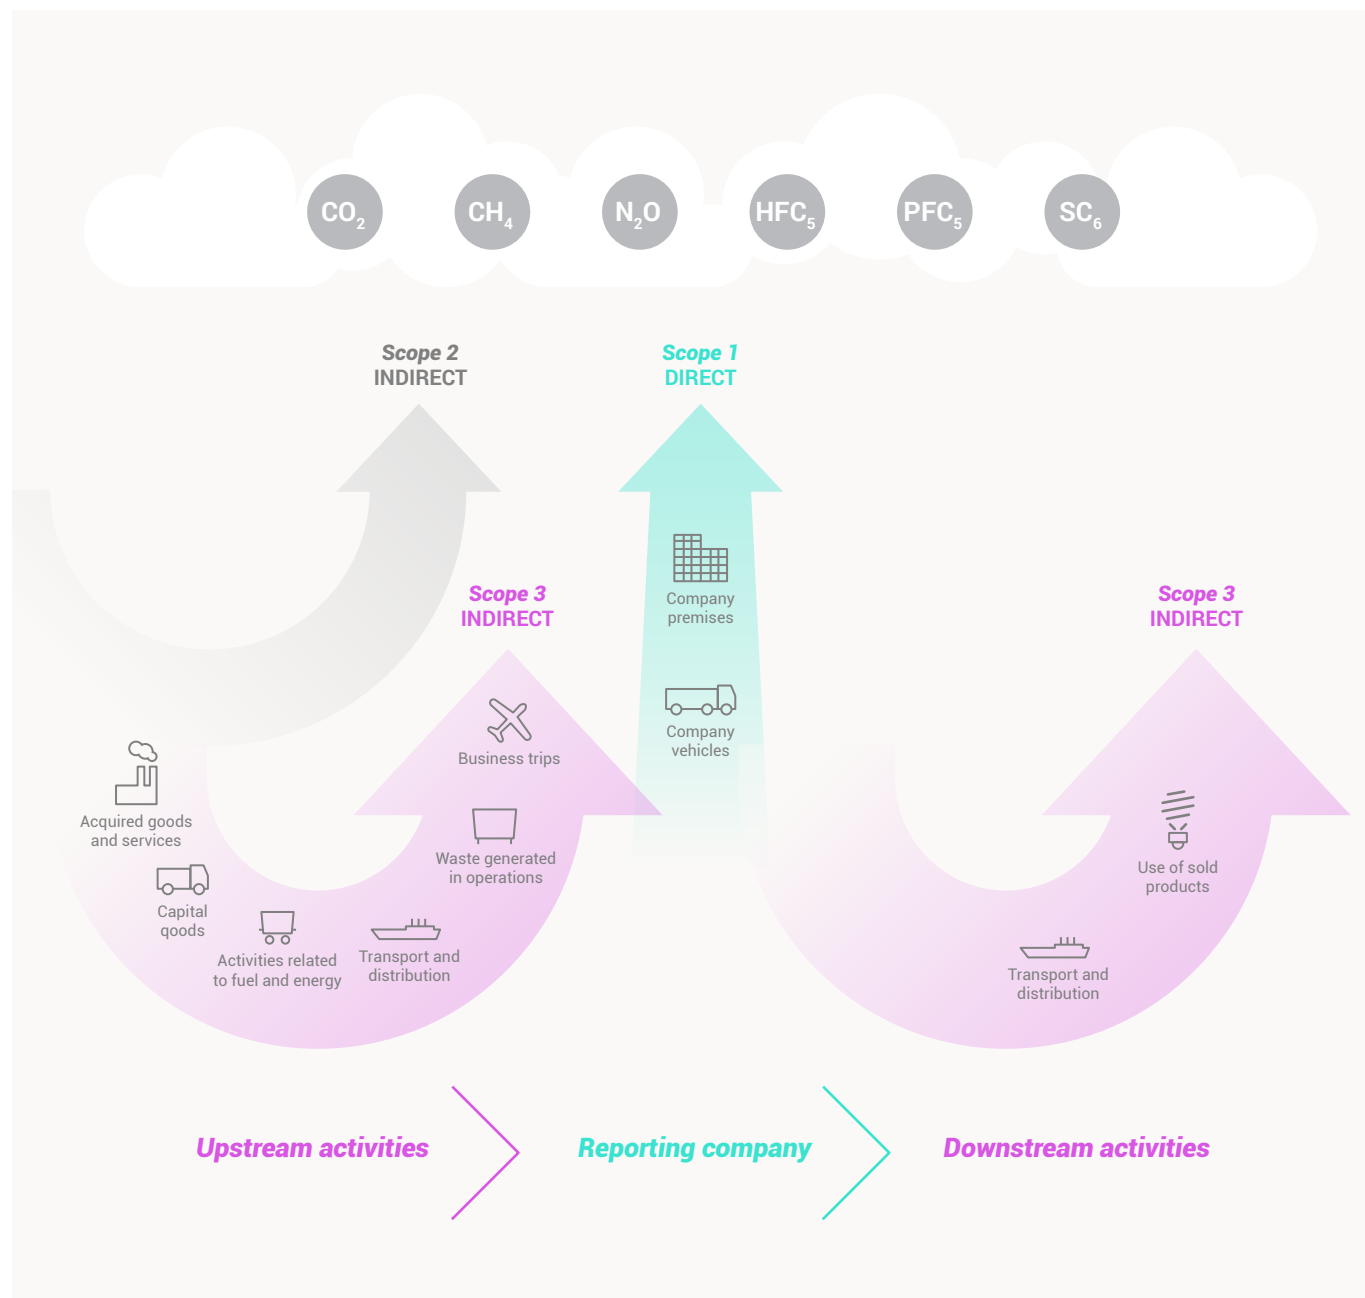 CO2
CH4
N2O
HFC5
PFC5
SC6
Scope 2
INDIRECT
Scope 1
DIRECT
Company
premises
Company
vehicles
Scope 3
INDIRECT
Business trips
Waste generated
in operations
Acquired goods
and services
Capital
qoods
Activities related
to fuel and energy
Transport and
distribution
Scope 3
INDIRECT
Use of sold
products
Transport and
distribution
Upstream activities
Reporting company
Downstream activities